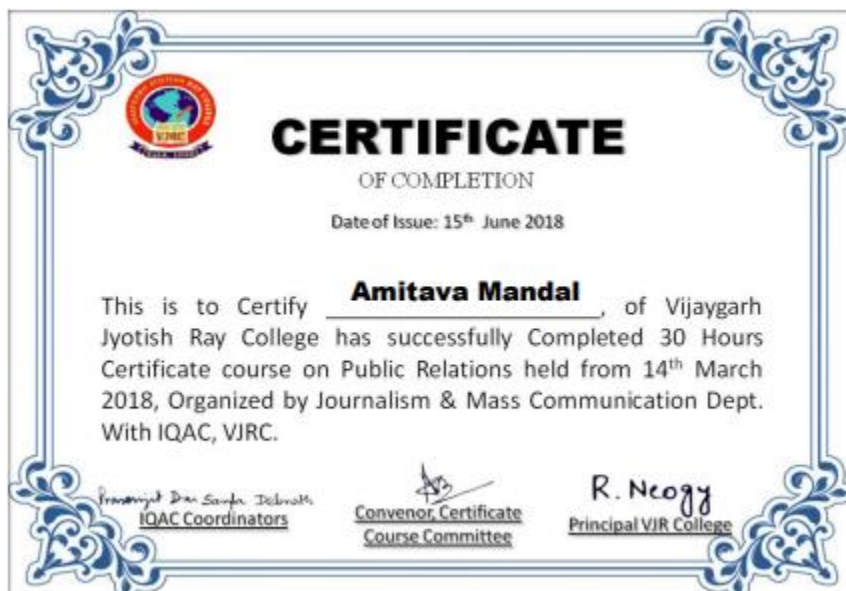 VJRC
CERTIFICATE
OF COMPLETION
Date of Issue: 15th June 2018
Amitava Mandal
This is to Certify , of Vijaygarh
Jyotish Ray College has successfully Completed 30 Hours
Certificate course on Public Relations held from 14th March
2018, Organized by Journalism & Mass Communication Dept.
With IQAC, VJRC.
R. Neogy
IQAC Coordinators
Convenor, Certificate
Course Committee
Principal VJR College